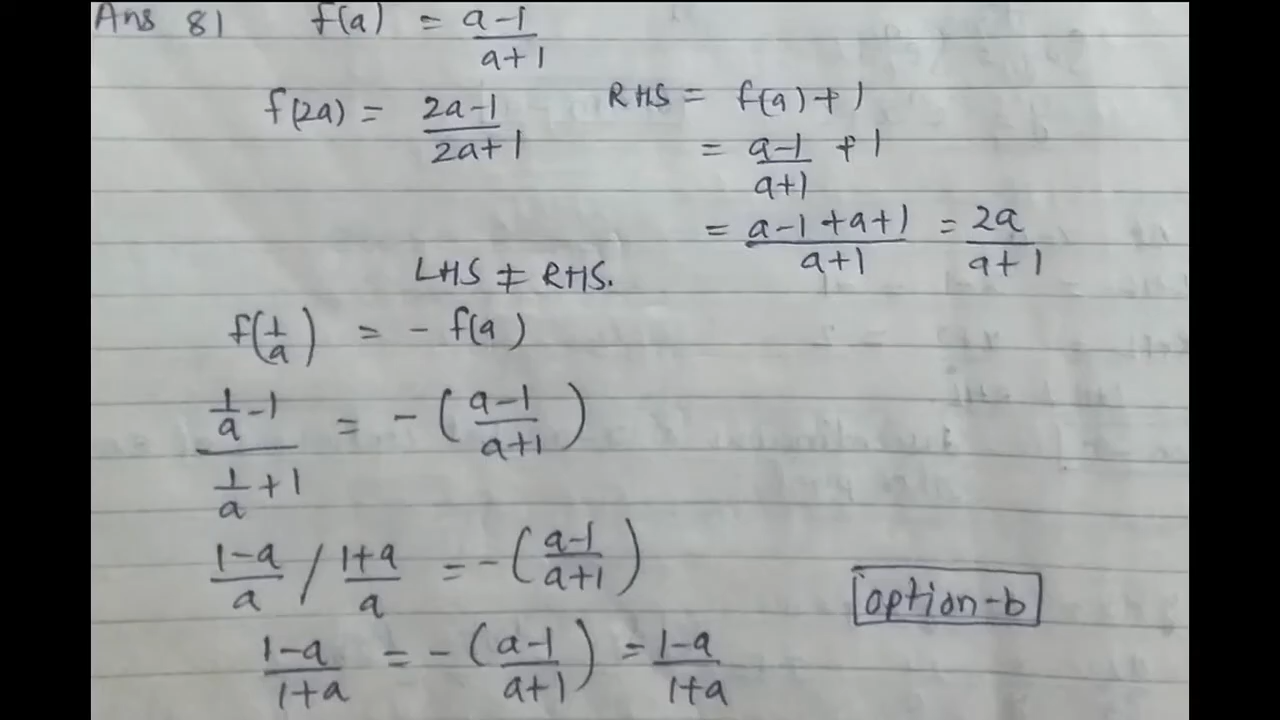 Ans 81 f(a) = a-1/a+1
f(2a) = 2a-1/2a+1
RHS = f(a)+1
= a-1/a+1 + 1
= a-1+a+1/a+1 = 2a/a+1
LHS ≠ RHS.
f(1/a) = - f(a)
1/a-1/1/a+1 = -(a-1/a+1)
1-a/a / 1+a/a = -(a-1/a+1)
option-b
1-a/1+a = -(a-1/a+1) = 1-a/1+a